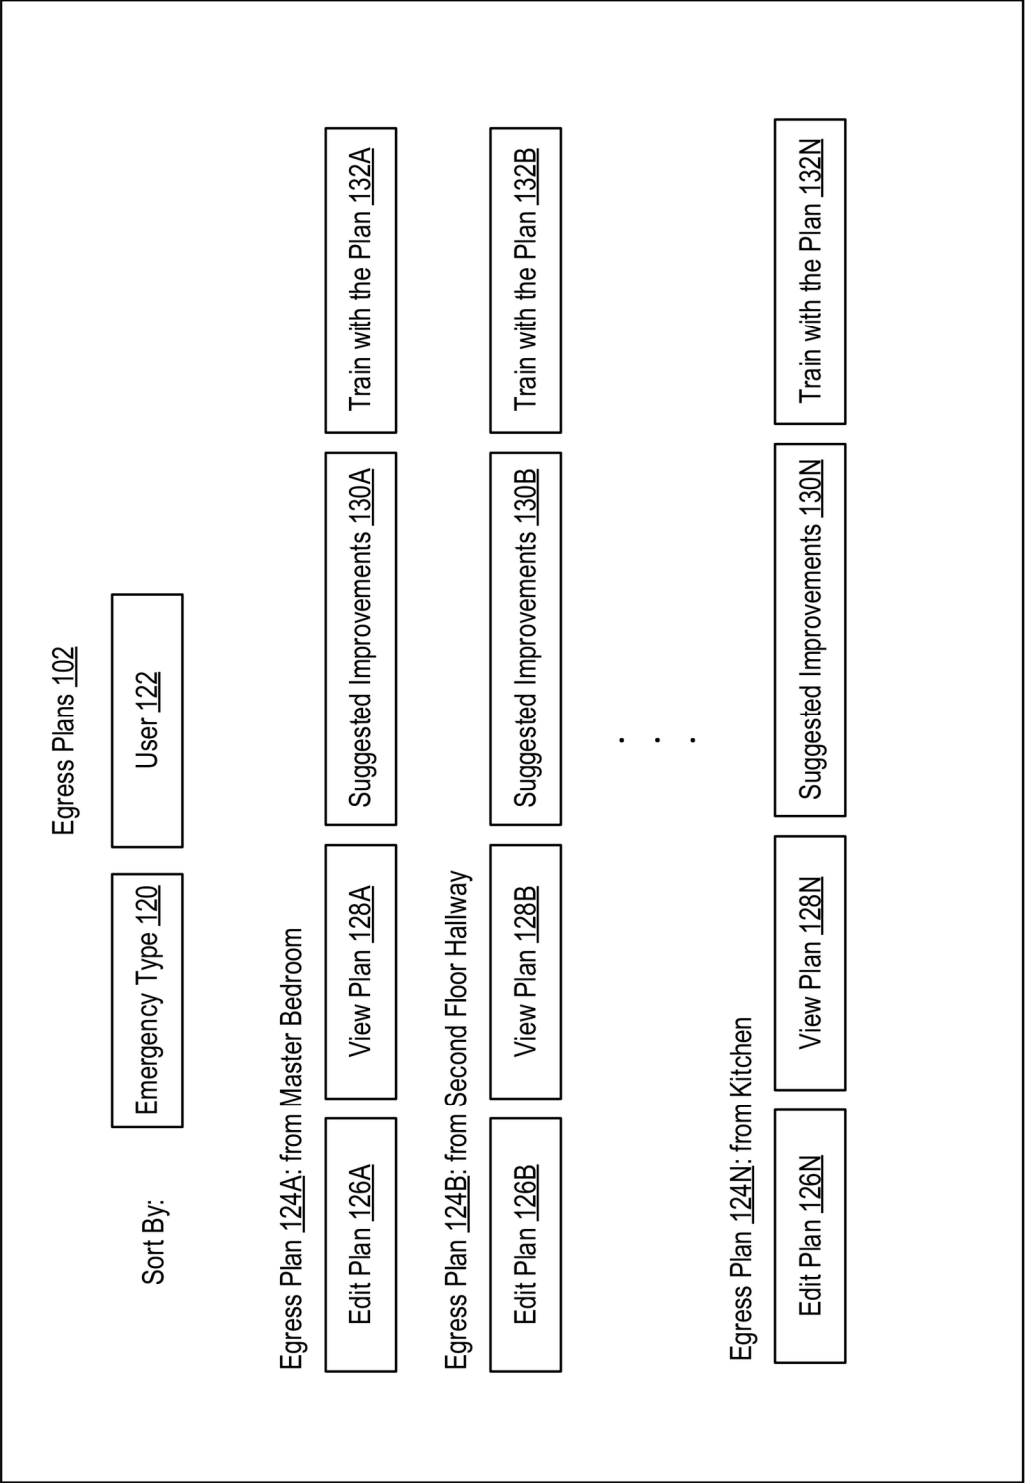 Egress Plans 102
Sort By: Emergency Type 120 User 122
Egress Plan 124A: from Master Bedroom
Edit Plan 126A View Plan 128A Suggested Improvements 130A Train with the Plan 132A
Egress Plan 124B: from Second Floor Hallway
Edit Plan 126B View Plan 128B Suggested Improvements 130B Train with the Plan 132B
. . .
Egress Plan 124N: from Kitchen
Edit Plan 126N View Plan 128N Suggested Improvements 130N Train with the Plan 132N